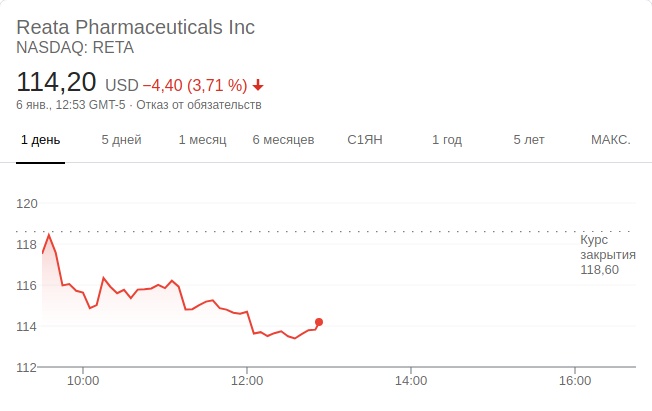 Reata Pharmaceuticals Inc
NASDAQ: RETA
114,20 USD −4,40 (3,71 %)
6 янв., 12:53 GMT-5 · Отказ от обязательств
1 день 5 дней 1 месяц 6 месяцев С1ЯН 1 год 5 лет МАКС.
120
118
116
114
112
Курс
закрытия
118,60
10:00 12:00 14:00 16:00